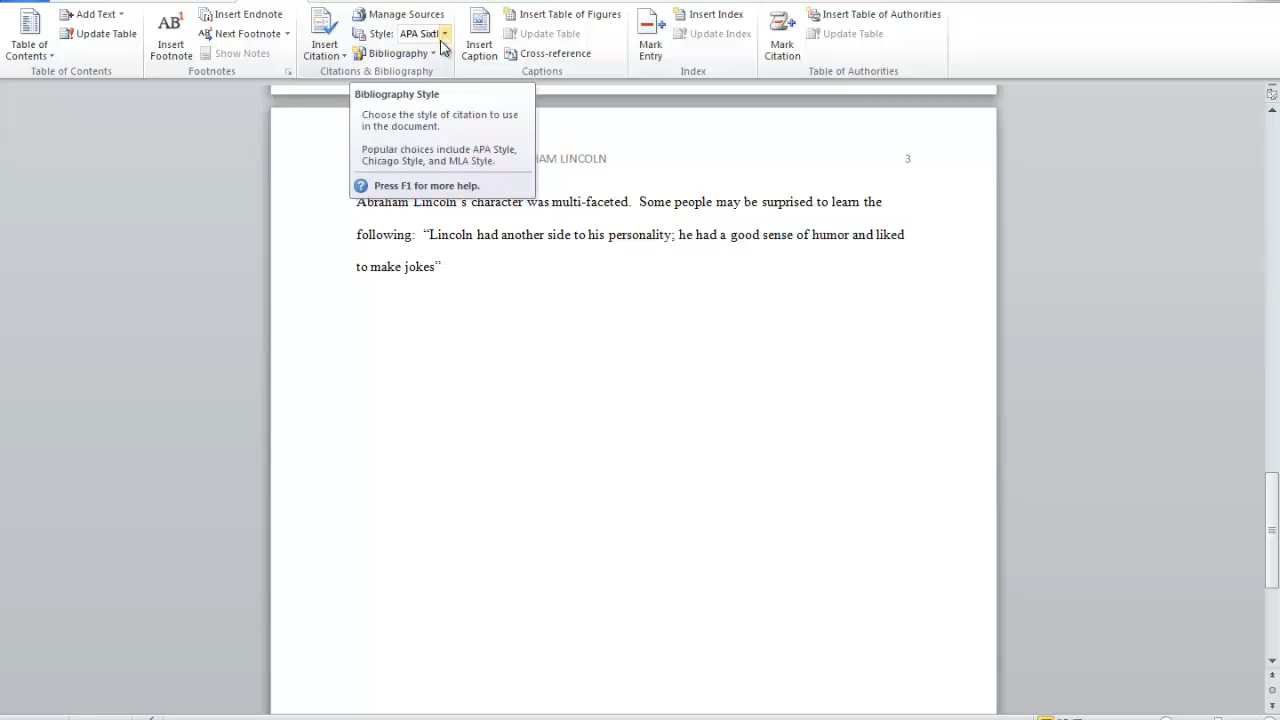 Table of Contents
Add Text
Update Table
Table of Contents
AB¹
Insert Footnote
Insert Endnote
AB Next Footnote
Show Notes
Footnotes
Insert Citation
Manage Sources
Style: APA Sixt
Bibliography
Citations & Bibliography
Insert Caption
Insert Table of Figures
Update Table
Cross-reference
Captions
Mark Entry
Insert Index
Update Index
Index
Mark Citation
Insert Table of Authorities
Update Table
Table of Authorities
Bibliography Style
Choose the style of citation to use
in the document.
Popular choices include APA Style,
Chicago Style, and MLA Style.
Press F1 for more help.
HAM LINCOLN 3
Abraham Lincoln's character was multi-faceted. Some people may be surprised to learn the
following: “Lincoln had another side to his personality; he had a good sense of humor and liked
to make jokes”